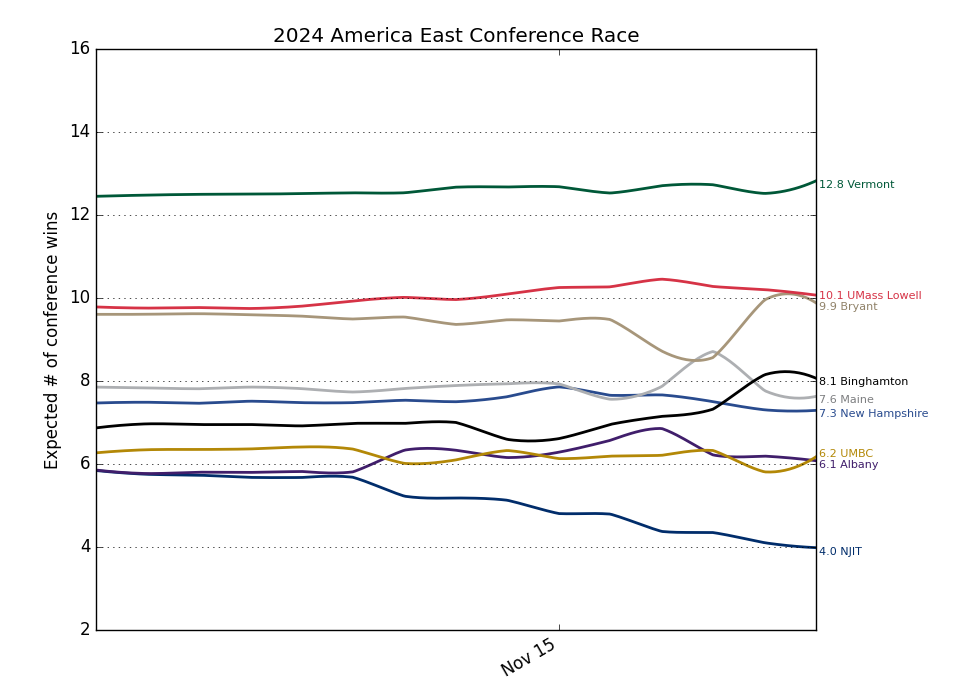 2024 America East Conference Race
Expected # of conference wins
16
14
12
10
8
6
4
2
Nov 15
12.8 Vermont
10.1 UMass Lowell
9.9 Bryant
8.1 Binghamton
7.6 Maine
7.3 New Hampshire
6.2 UMBC
6.1 Albany
4.0 NJIT